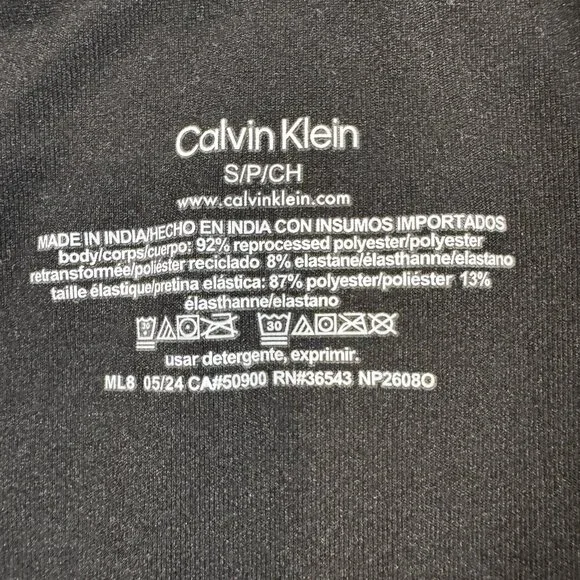 Calvin Klein
S/P/CH
www.calvinklein.com
MADE IN INDIA/HECHO EN INDIA CON INSUMOS IMPORTADOS
body/corps/cuerpo: 92% reprocessed polyester/polyester
retransformée/poliéster reciclado 8% elastane/élasthanne/elastano
taille élastique/pretina elástica: 87% polyester/poliéster 13%
élasthanne/elastano
30 30
usar detergente, exprimir.
ML8 05/24 CA#50900 RN#36543 NP2608O